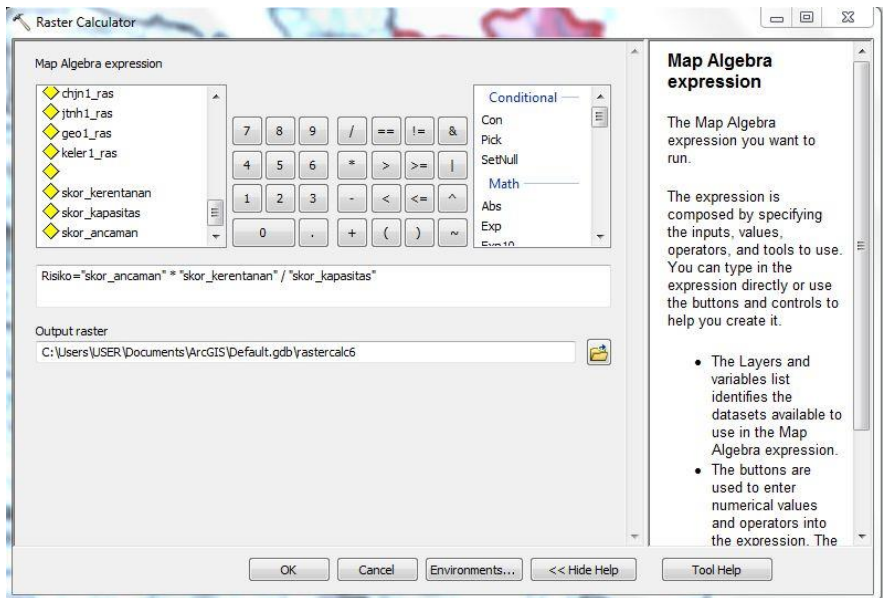 Raster Calculator
Map Algebra expression
chjn1_ras
jtnh1_ras
geo1_ras
keler1_ras
skor_kerentanan
skor_kapasitas
skor_ancaman
7 8 9 / == != &
4 5 6 * > >= |
1 2 3 - < <= ^
0 . + ( ) ~
Conditional
Con
Pick
SetNull
Math
Abs
Exp
Exp10
Risiko="skor_ancaman" * "skor_kerentanan" / "skor_kapasitas"
Output raster
C:\Users\USER\Documents\ArcGIS\Default.gdb\rastercalc6
OK
Cancel
Environments...
<< Hide Help
Tool Help
Map Algebra
expression
The Map Algebra
expression you want to
run.
The expression is
composed by specifying
the inputs, values,
operators, and tools to use.
You can type in the
expression directly or use
the buttons and controls to
help you create it.
• The Layers and
variables list
identifies the
datasets available to
use in the Map
Algebra expression.
• The buttons are
used to enter
numerical values
and operators into
the expression. The